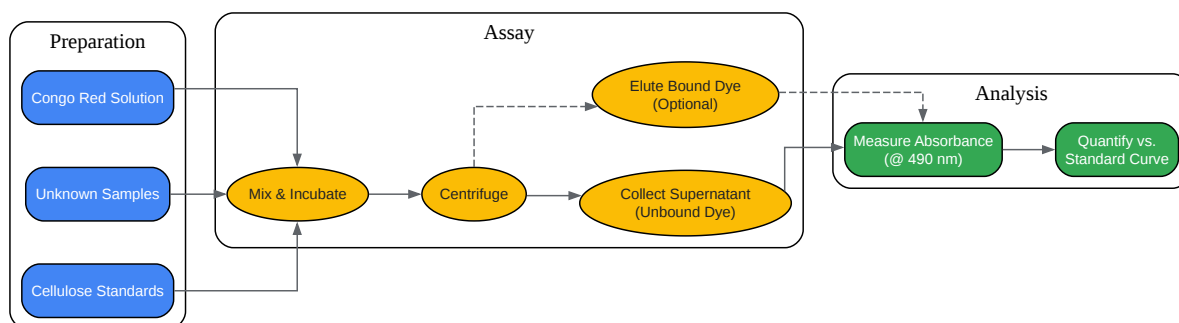 Preparation
Congo Red Solution
Unknown Samples
Cellulose Standards
Assay
Mix & Incubate
Centrifuge
Elute Bound Dye
(Optional)
Collect Supernatant
(Unbound Dye)
Analysis
Measure Absorbance
(@ 490 nm)
Quantify vs.
Standard Curve